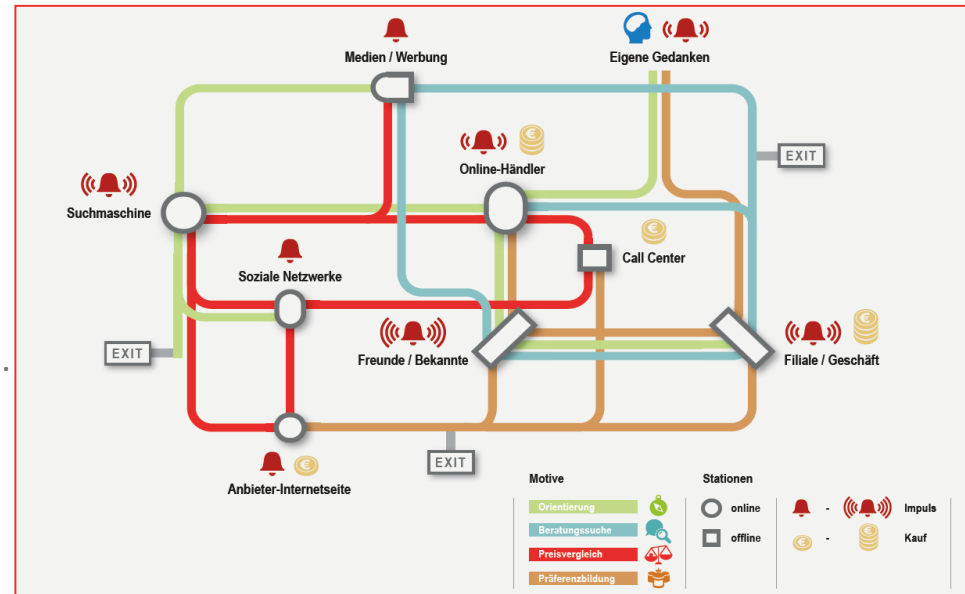 Medien / Werbung
Eigene Gedanken
EXIT
Online-Händler
Suchmaschine
Call Center
Soziale Netzwerke
EXIT
Freunde / Bekannte
Filiale / Geschäft
EXIT
Anbieter-Internetseite
Motive
Orientierung
Beratungssuche
Preisvergleich
Präferenzbildung
Stationen
online
offline
- Impuls
- Kauf